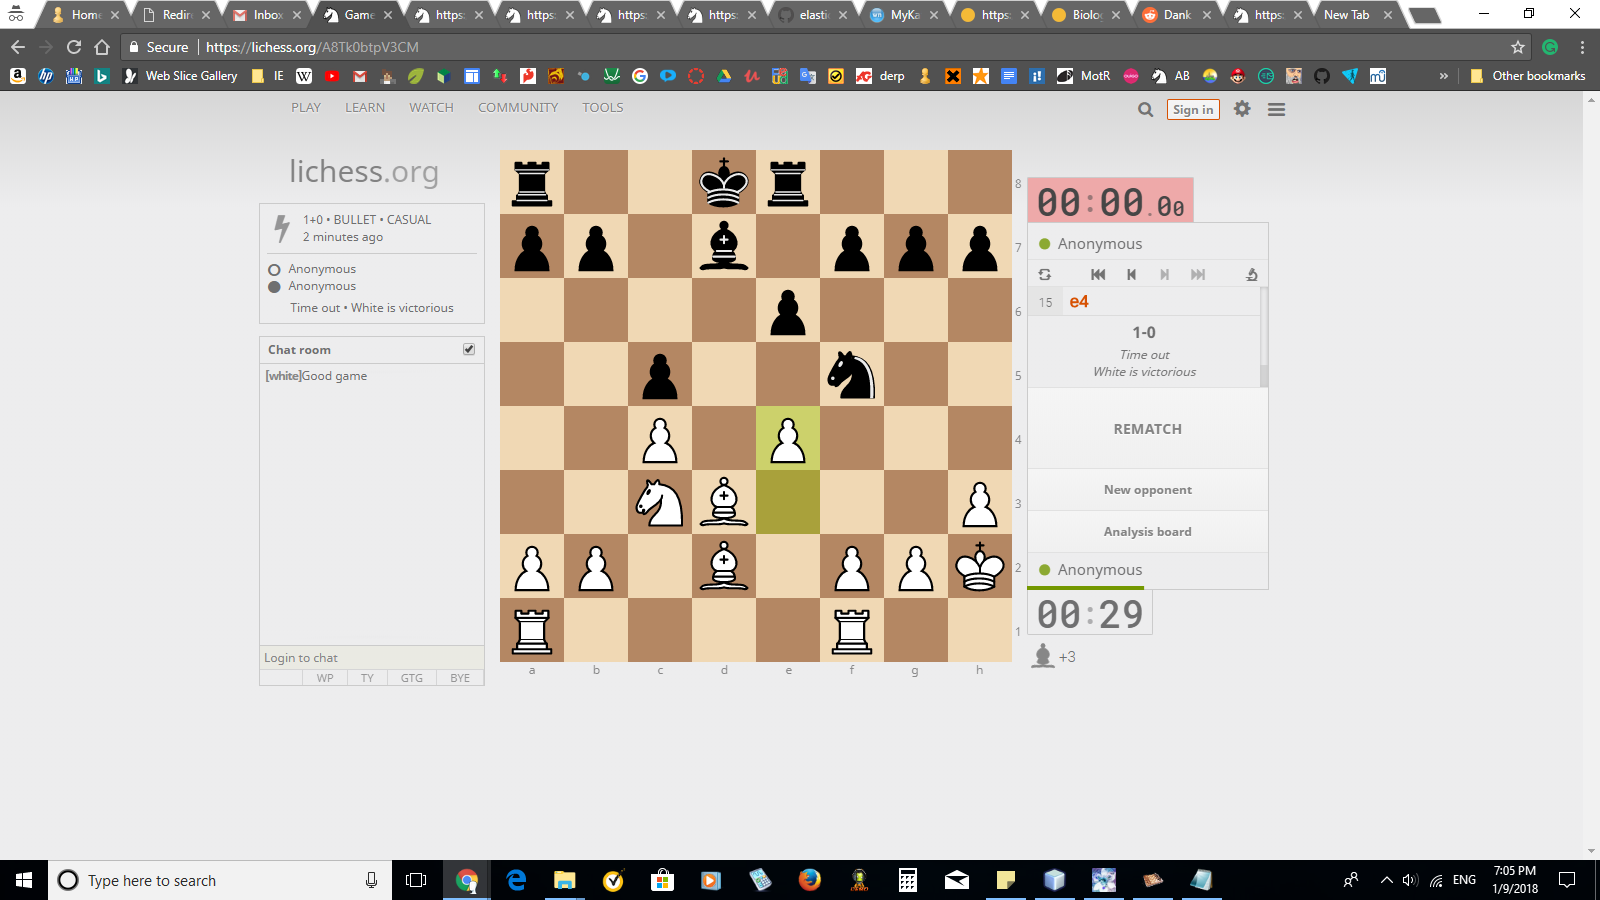 Home
Redire
Inbox
Game
https:
https:
https:
https:
elasti
MyKa
https:
Biolog
Dank
https:
New Tab
Secure
https://lichess.org/A8Tk0btpV3CM
Web Slice Gallery
IE
derp
MotR
AB
»
Other bookmarks
PLAY
LEARN
WATCH
COMMUNITY
TOOLS
Sign in
lichess.org
1+0 • BULLET • CASUAL
2 minutes ago
Anonymous
Anonymous
Time out • White is victorious
Chat room
[white]Good game
Login to chat
WP
TY
GTG
BYE
8
7
6
5
4
3
2
1
a
b
c
d
e
f
g
h
00:00.00
Anonymous
15 e4
1-0
Time out
White is victorious
REMATCH
New opponent
Analysis board
Anonymous
00:29
+3
Type here to search
ENG
7:05 PM
1/9/2018